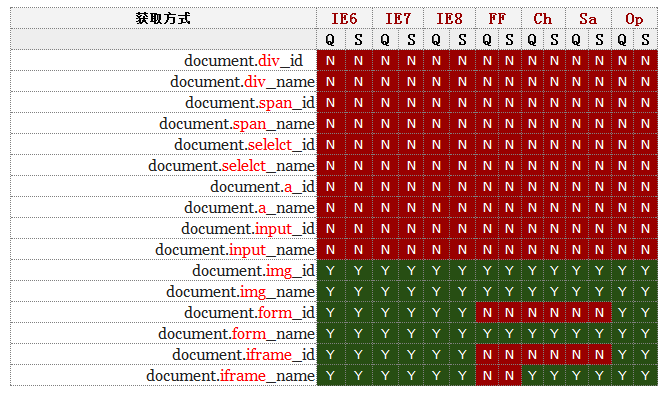 获取方式 IE6 IE7 IE8 FF Ch Sa Op
Q S Q S Q S Q S Q S Q S Q S
document.div_id N N N N N N N N N N N N N N
document.div_name N N N N N N N N N N N N N N
document.span_id N N N N N N N N N N N N N N
document.span_name N N N N N N N N N N N N N N
document.selelct_id N N N N N N N N N N N N N N
document.selelct_name N N N N N N N N N N N N N N
document.a_id N N N N N N N N N N N N N N
document.a_name N N N N N N N N N N N N N N
document.input_id N N N N N N N N N N N N N N
document.input_name N N N N N N N N N N N N N N
document.img_id Y Y Y Y Y Y Y Y Y Y Y Y Y Y
document.img_name Y Y Y Y Y Y Y Y Y Y Y Y Y Y
document.form_id Y Y Y Y Y Y N N N N N N Y Y
document.form_name Y Y Y Y Y Y Y Y Y Y Y Y Y Y
document.iframe_id Y Y Y Y Y Y N N N N N N Y Y
document.iframe_name Y Y Y Y Y Y N N Y Y Y Y Y Y